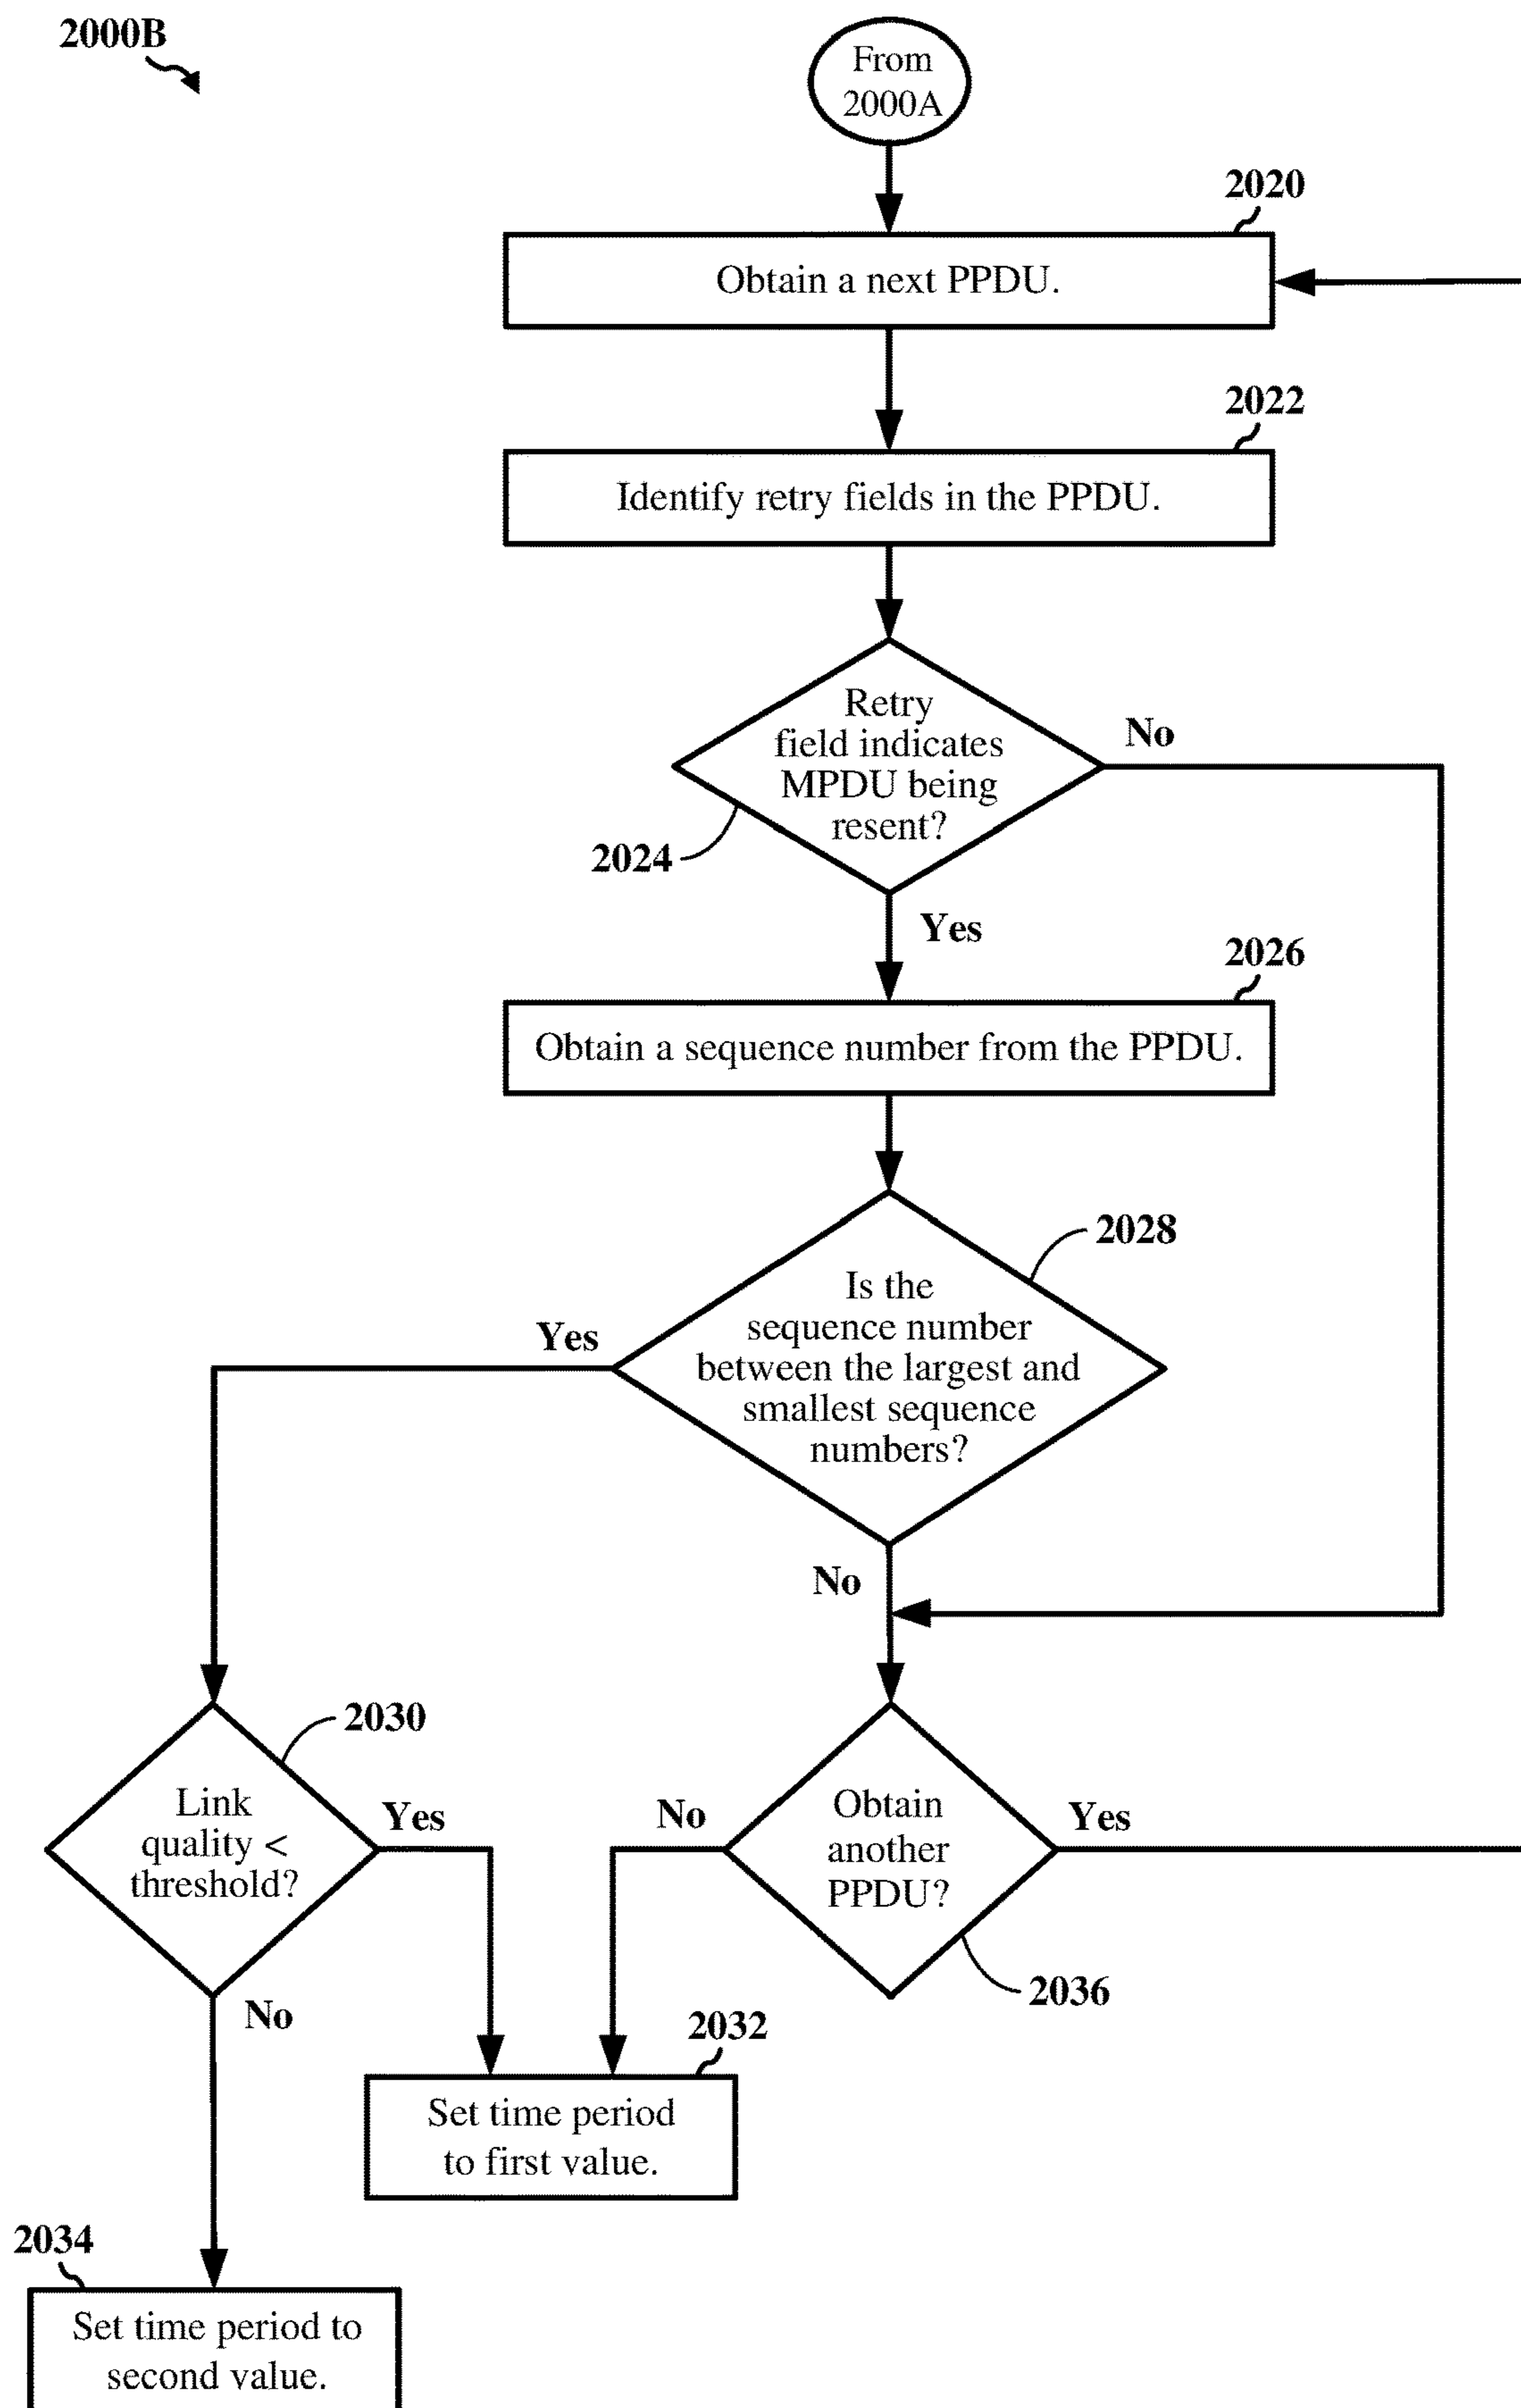 2000B
From
2000A
2020
Obtain a next PPDU.
2022
Identify retry fields in the PPDU.
Retry
field indicates
MPDU being
resent?
No
2024
Yes
2026
Obtain a sequence number from the PPDU.
2028
Is the
sequence number
between the largest and
smallest sequence
numbers?
Yes
No
2030
Link
quality <
threshold?
Yes
No
No
Obtain
another
PPDU?
Yes
2036
2032
Set time period
to first value.
2034
Set time period to
second value.